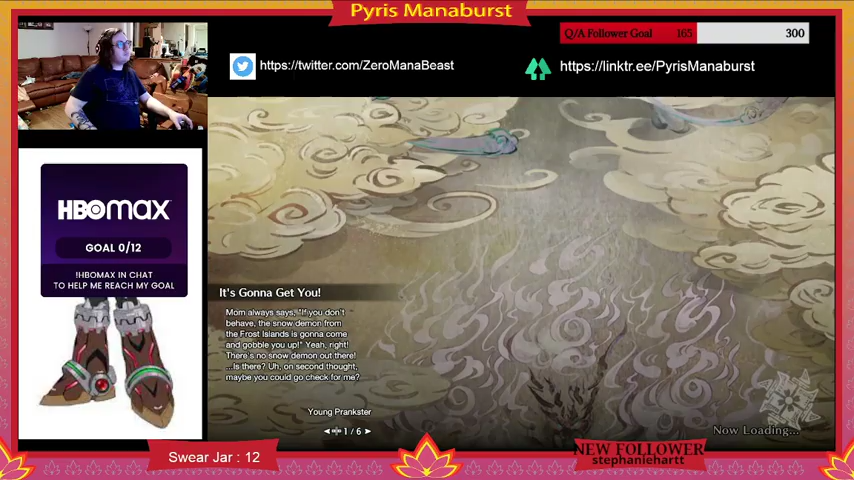 Pyris Manaburst
Q/A Follower Goal 165 300
https://twitter.com/ZeroManaBeast
https://linktr.ee/PyrisManaburst
HBOMAX
GOAL 0/12
!HBOMAX IN CHAT
TO HELP ME REACH MY GOAL
It's Gonna Get You!
Mom always says, "If you don't
behave, the snow demon from
the Frost Islands is gonna come
and gobble you up!" Yeah, right!
There's no snow demon out there!
...Is there? Uh, on second thought,
maybe you could go check for me?
Young Prankster
1 / 6
Now Loading...
Swear Jar : 12
NEW FOLLOWER
stephaniehartt